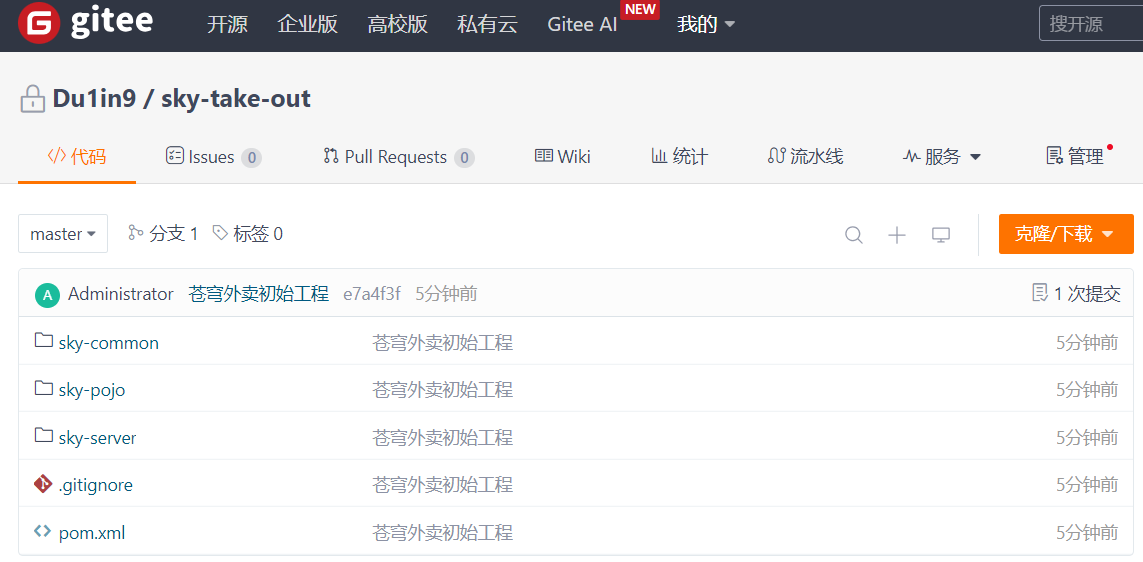 G gitee 开源 企业版 高校版 私有云 Gitee AI NEW 我的 搜开源
Du1in9 / sky-take-out
</> 代码 Issues 0 Pull Requests 0 Wiki 统计 流水线 服务 管理
master 分支 1 标签 0 克隆/下载
A Administrator 苍穹外卖初始工程 e7a4f3f 5分钟前 1 次提交
sky-common 苍穹外卖初始工程 5分钟前
sky-pojo 苍穹外卖初始工程 5分钟前
sky-server 苍穹外卖初始工程 5分钟前
.gitignore 苍穹外卖初始工程 5分钟前
pom.xml 苍穹外卖初始工程 5分钟前